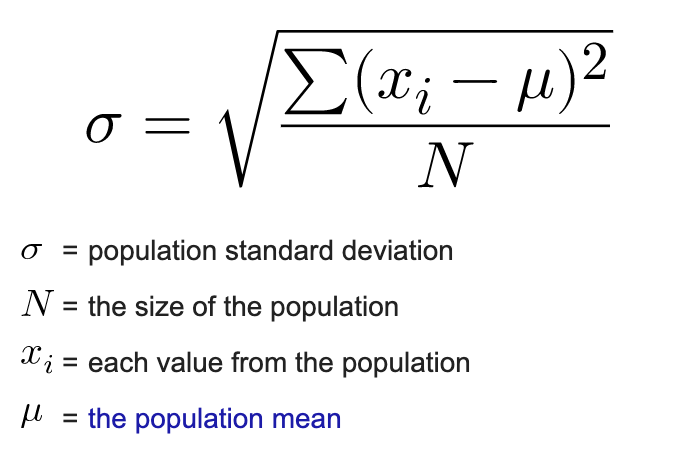 σ = √(∑(xᵢ − μ)² / N)
σ = population standard deviation
N = the size of the population
xᵢ = each value from the population
μ = the population mean